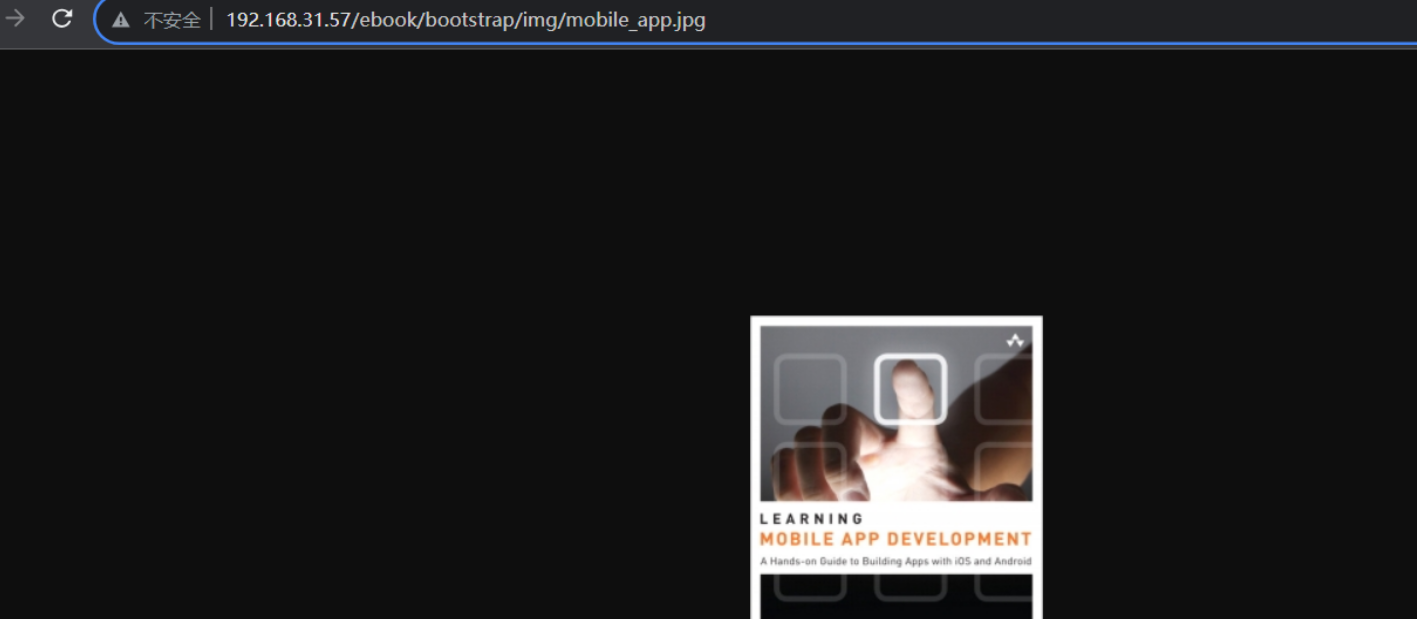 不安全 192.168.31.57/ebook/bootstrap/img/mobile_app.jpg
LEARNING
MOBILE APP DEVELOPMENT
A Hands-on Guide to Building Apps with iOS and Android